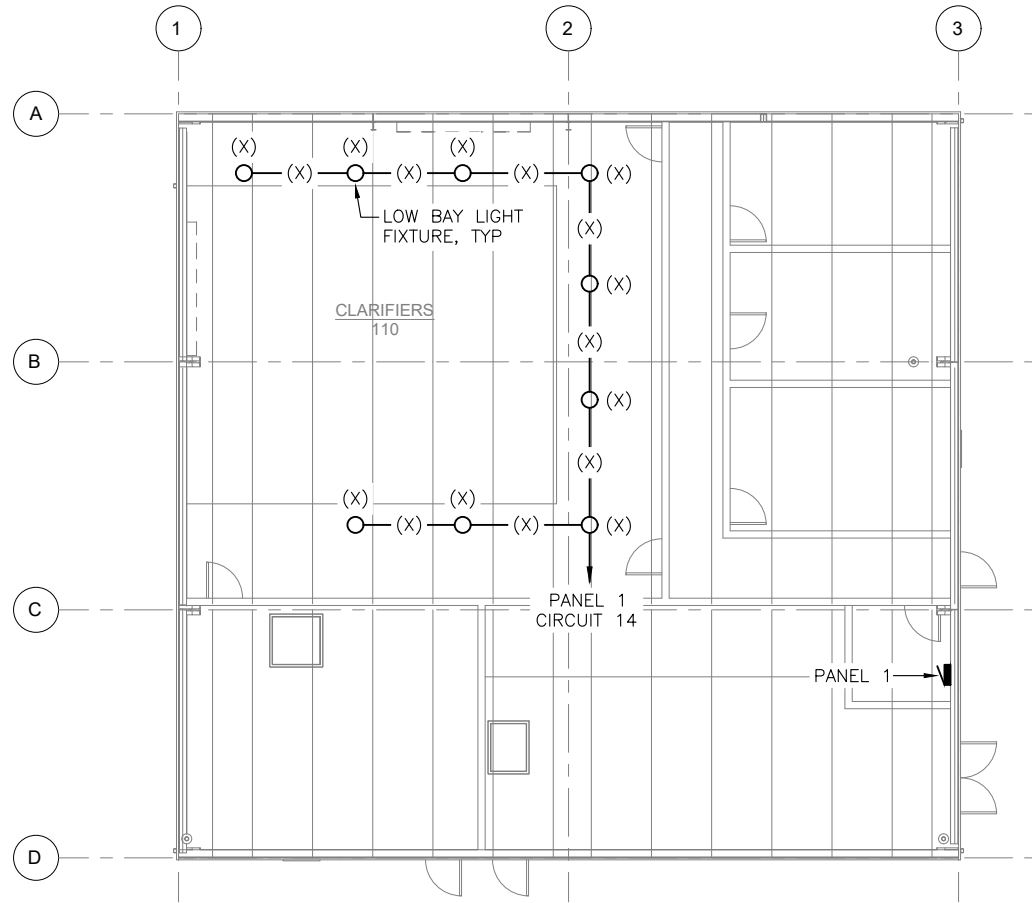 1 2 3
A
(X) (X) (X)
(X) (X) (X) (X)
LOW BAY LIGHT
FIXTURE, TYP
(X)
(X)
CLARIFIERS
110
(X)
B
(X)
(X)
(X) (X)
(X) (X) (X)
PANEL 1
CIRCUIT 14
C
PANEL 1
D